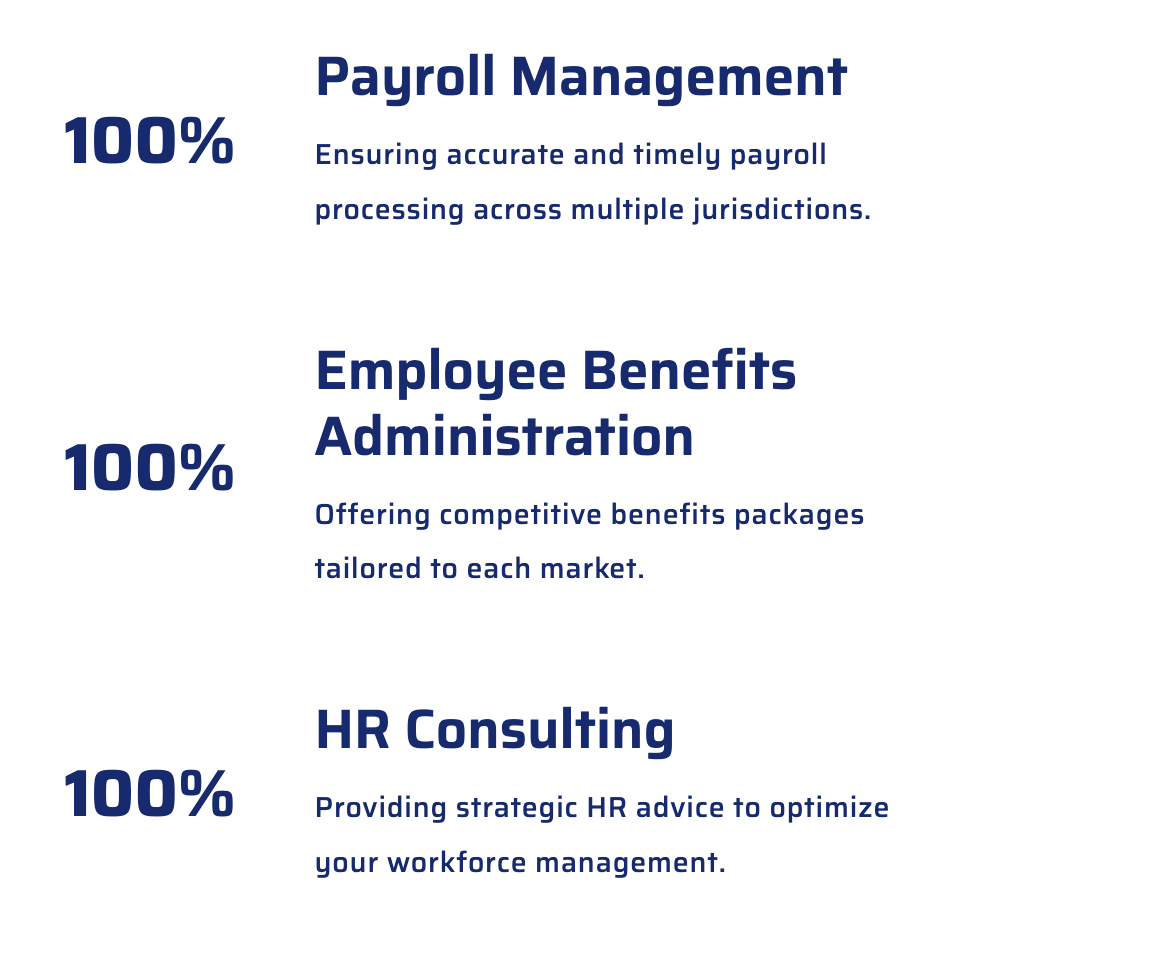 100%
Payroll Management
Ensuring accurate and timely payroll
processing across multiple jurisdictions.
100%
Employee Benefits
Administration
Offering competitive benefits packages
tailored to each market.
100%
HR Consulting
Providing strategic HR advice to optimize
your workforce management.